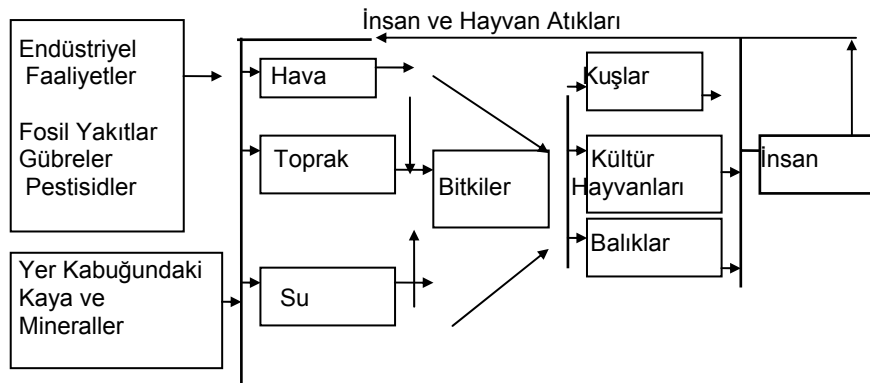 İnsan ve Hayvan Atıkları
Endüstriyel
Faaliyetler
Fosil Yakıtlar
Gübreler
Pestisidler
Yer Kabuğundaki
Kaya ve
Mineraller
Hava
Toprak
Su
Bitkiler
Kuşlar
Kültür
Hayvanları
Balıklar
İnsan